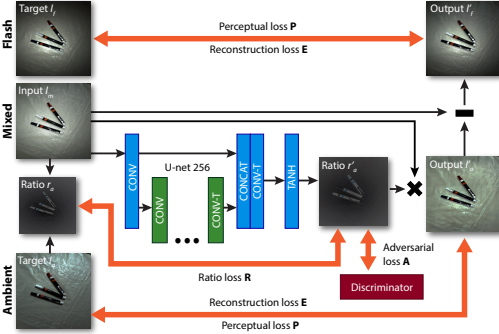 Flash
Target I_f
Perceptual loss P
Reconstruction loss E
Output I'_f
Mixed
Input I_m
U-net 256
CONV
CONV
CONV-T
CONCAT
CONV-T
TANH
Ratio r_a
Ratio r'_a
Output I'_a
Adversarial
loss A
Ratio loss R
Discriminator
Ambient
Target I_a
Reconstruction loss E
Perceptual loss P